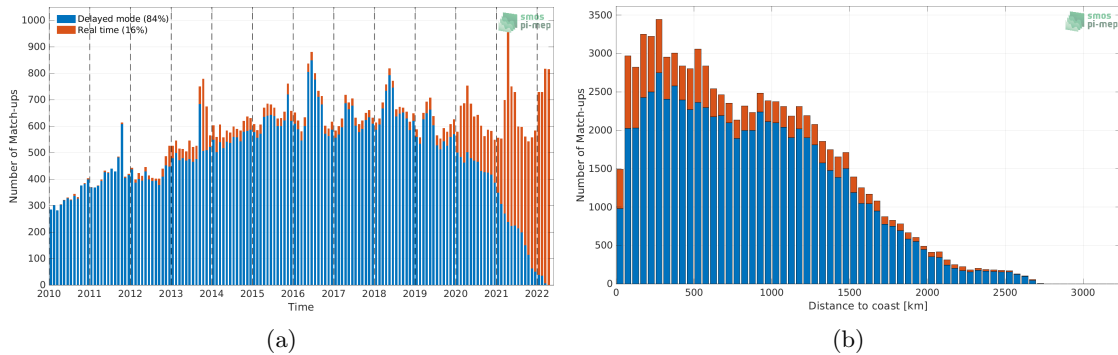 Delayed mode (84%)
Real time (16%)
smos
pi-mep
Number of Match-ups
1000
900
800
700
600
500
400
300
200
100
0
2010 2011 2012 2013 2014 2015 2016 2017 2018 2019 2020 2021 2022
Time
(a)
smos
pi-mep
Number of Match-ups
3500
3000
2500
2000
1500
1000
500
0
0 500 1000 1500 2000 2500 3000
Distance to coast [km]
(b)